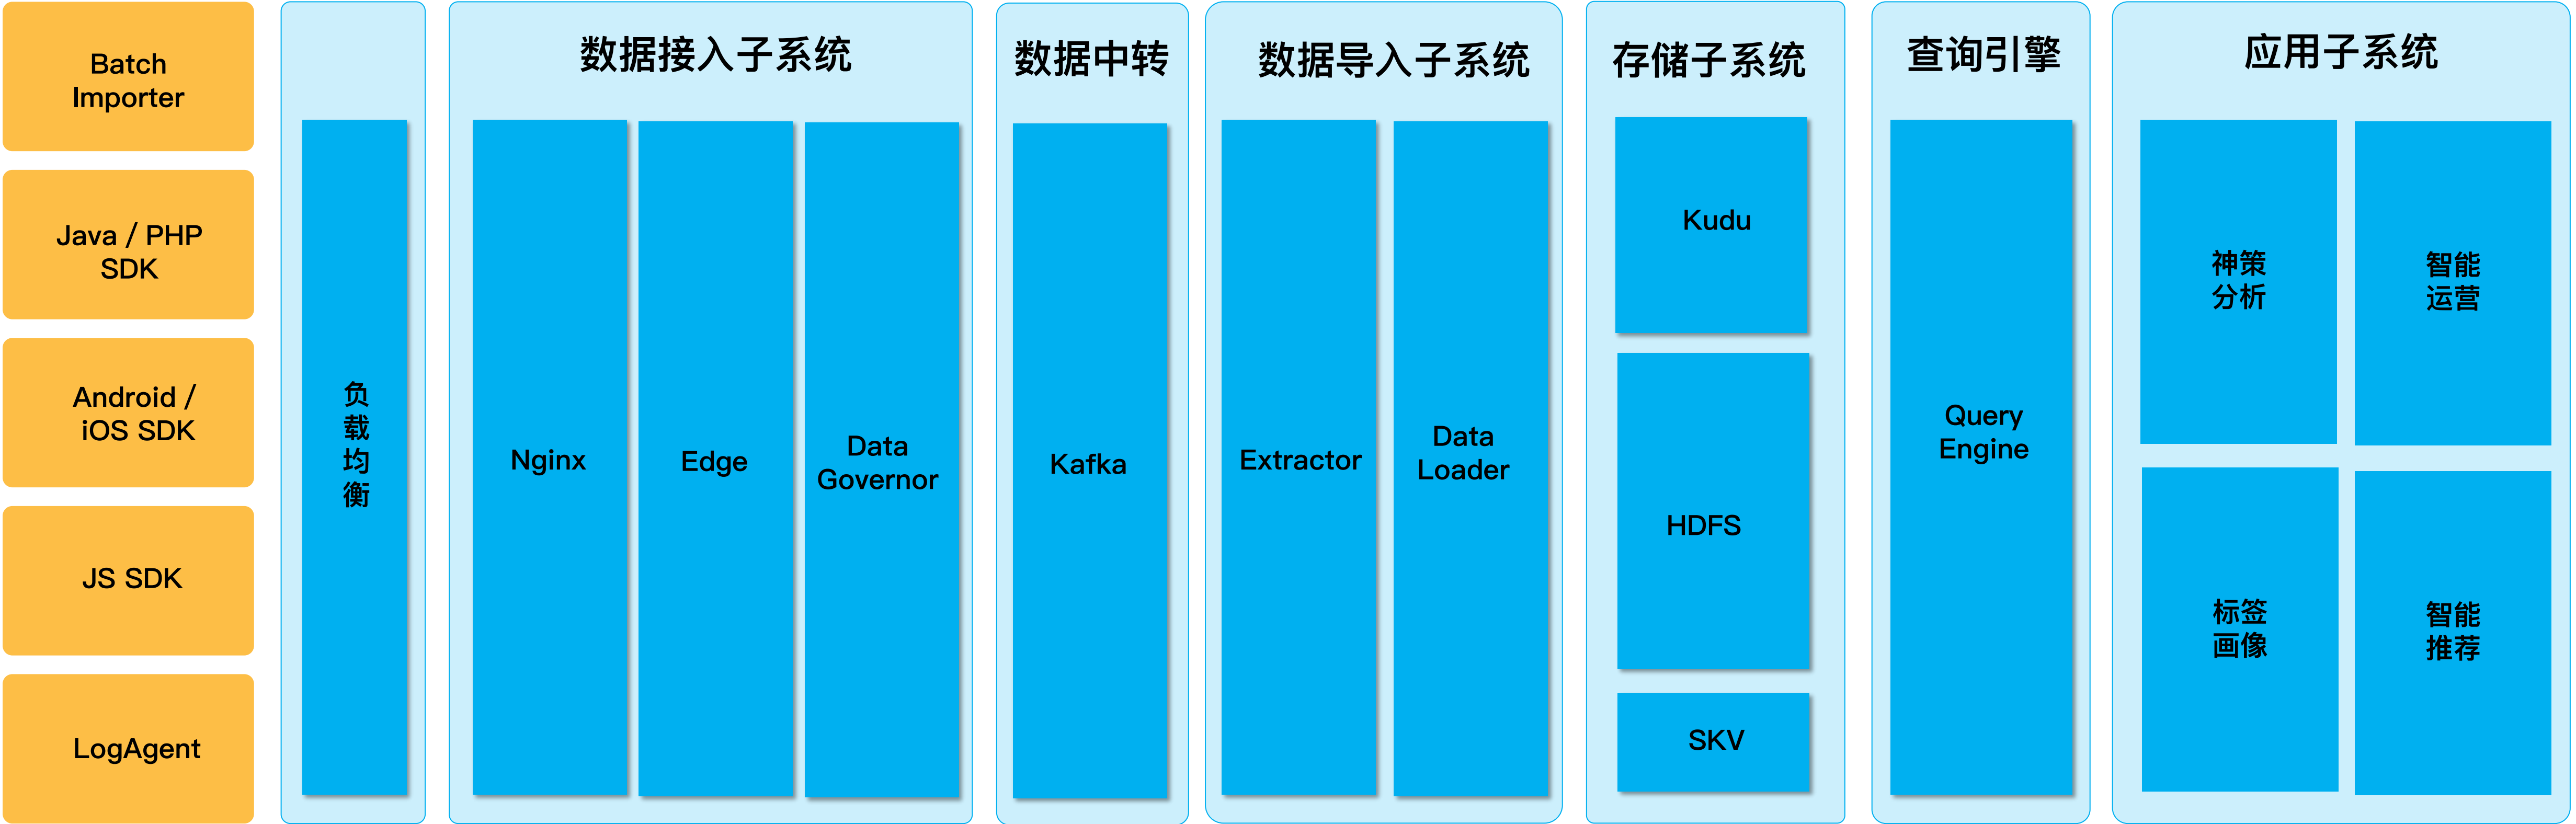 Batch
Importer
Java / PHP
SDK
Android /
iOS SDK
JS SDK
LogAgent
负
载
均
衡
数据接入子系统
Nginx
Edge
Data
Governor
数据中转
Kafka
数据导入子系统
Extractor
Data
Loader
存储子系统
Kudu
HDFS
SKV
查询引擎
Query
Engine
应用子系统
神策
分析
智能
运营
标签
画像
智能
推荐